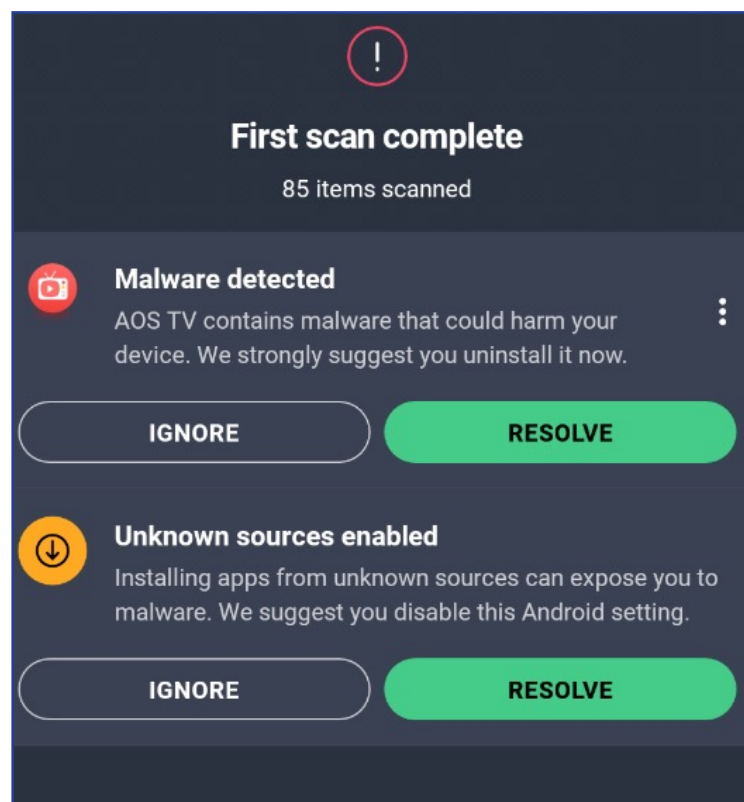 First scan complete
85 items scanned
Malware detected
AOS TV contains malware that could harm your
device. We strongly suggest you uninstall it now.
IGNORE
RESOLVE
Unknown sources enabled
Installing apps from unknown sources can expose you to
malware. We suggest you disable this Android setting.
IGNORE
RESOLVE